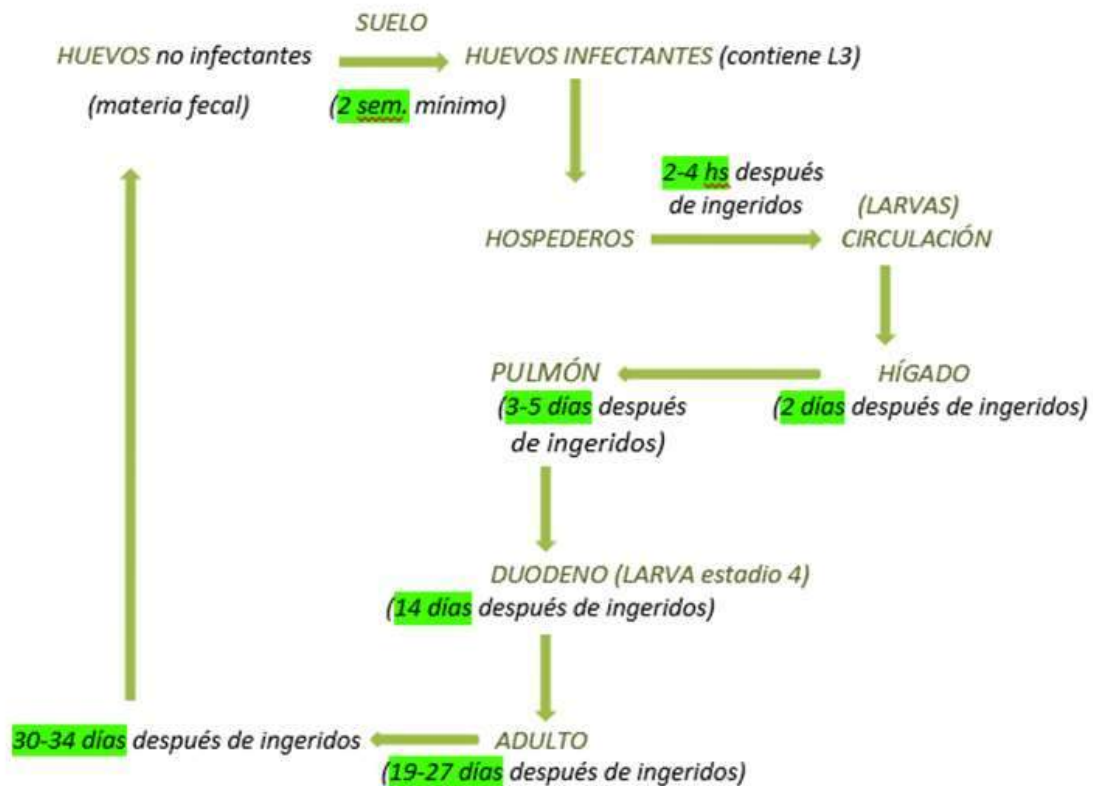 SUELO
HUEVOS no infectantes
(materia fecal)
(2 sem. mínimo)
HUEVOS INFECTANTES (contiene L3)
2-4 hs después
de ingeridos
HOSPEDEROS
(LARVAS)
CIRCULACIÓN
PULMÓN
(3-5 días después
de ingeridos)
HÍGADO
(2 días después de ingeridos)
DUODENO (LARVA estadio 4)
(14 días después de ingeridos)
30-34 días después de ingeridos
ADULTO
(19-27 días después de ingeridos)